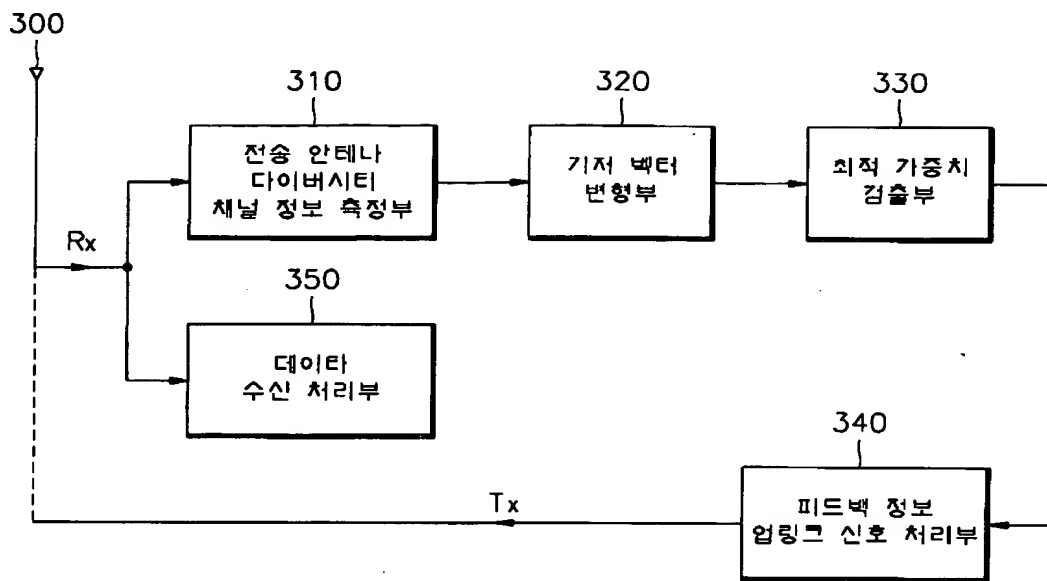 300
310
전송 안테나
다이버시티
채널 정보 측정부
320
기저 벡터
변형부
330
최적 가중치
검출부
Rx
350
데이타
수신 처리부
340
피드백 정보
업링크 신호 처리부
Tx